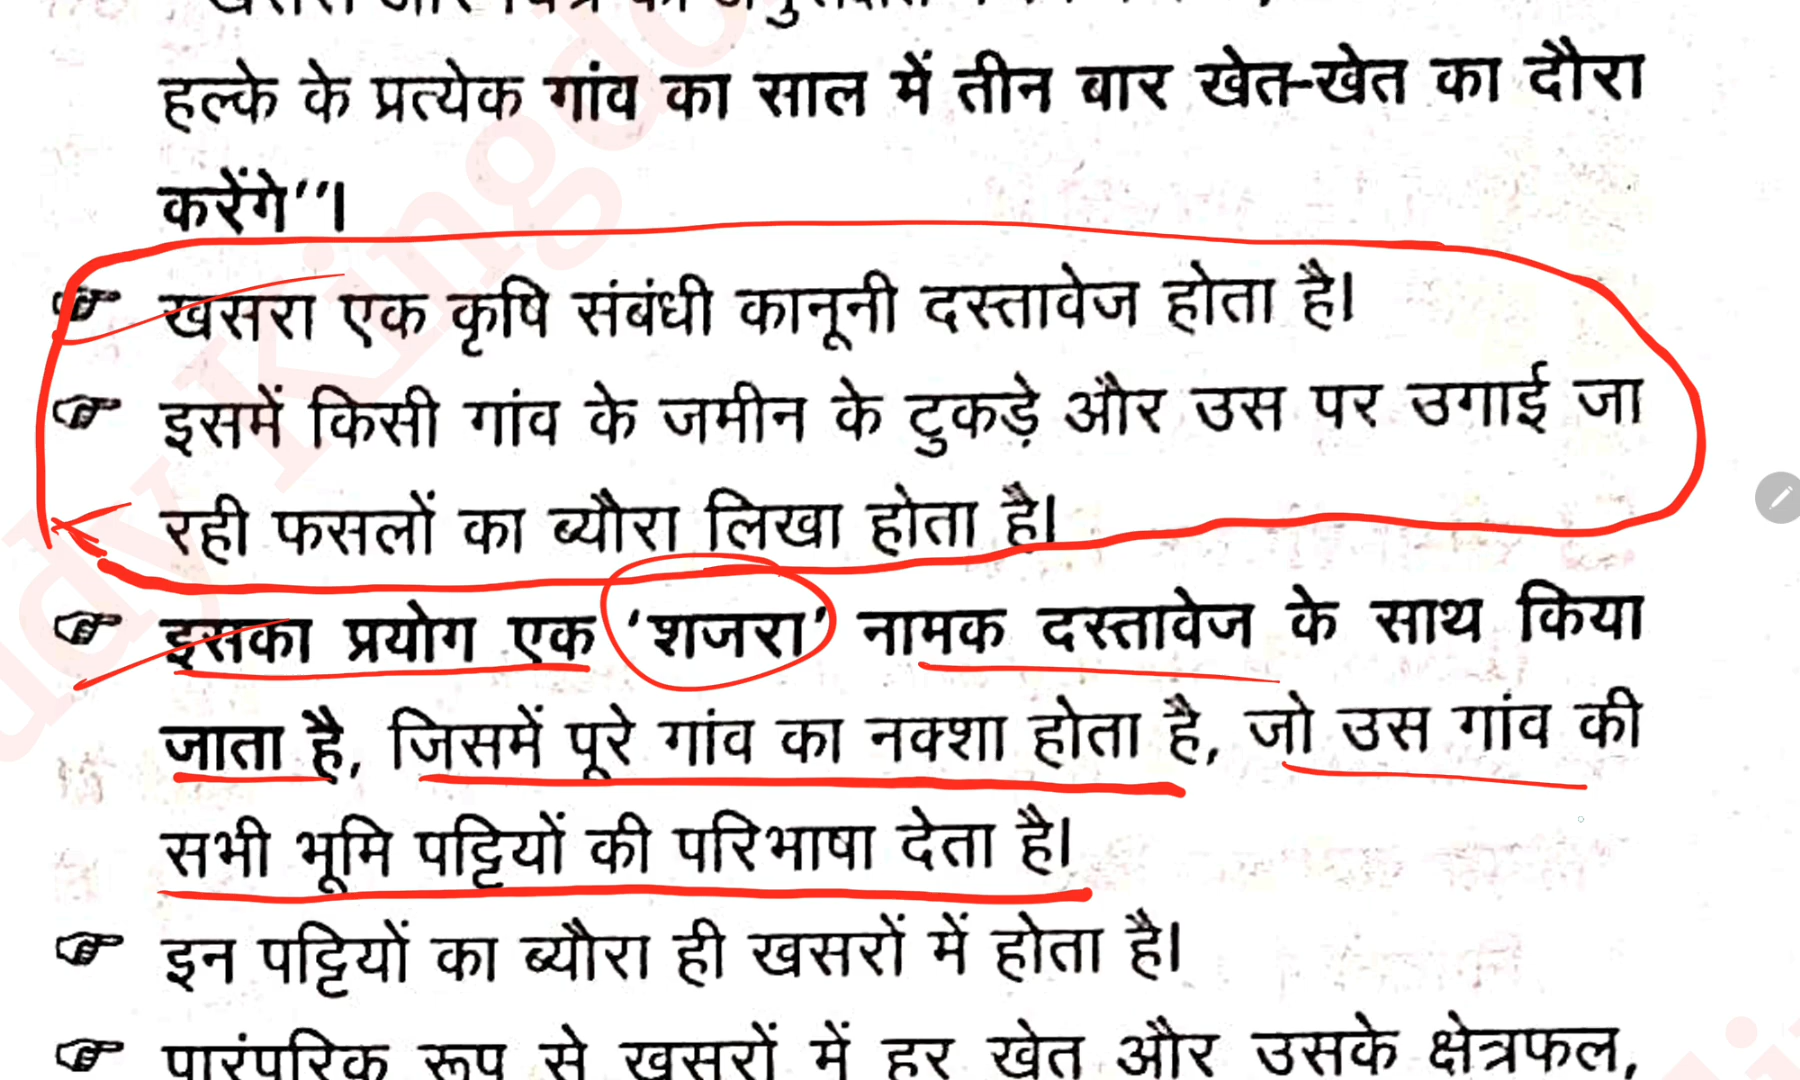 हल्के के प्रत्येक गांव का साल में तीन बार खेत-खेत का दौरा
करेंगे’’।
खसरा एक कृषि संबंधी कानूनी दस्तावेज होता है।
इसमें किसी गांव के जमीन के टुकड़े और उस पर उगाई जा
रही फसलों का ब्यौरा लिखा होता है।
इसका प्रयोग एक ‘शजरा’ नामक दस्तावेज के साथ किया
जाता है, जिसमें पूरे गांव का नक्शा होता है, जो उस गांव की
सभी भूमि पट्टियों की परिभाषा देता है।
इन पट्टियों का ब्यौरा ही खसरों में होता है।
पारंपरिक रूप से खसरों में हर खेत और उसके क्षेत्रफल,